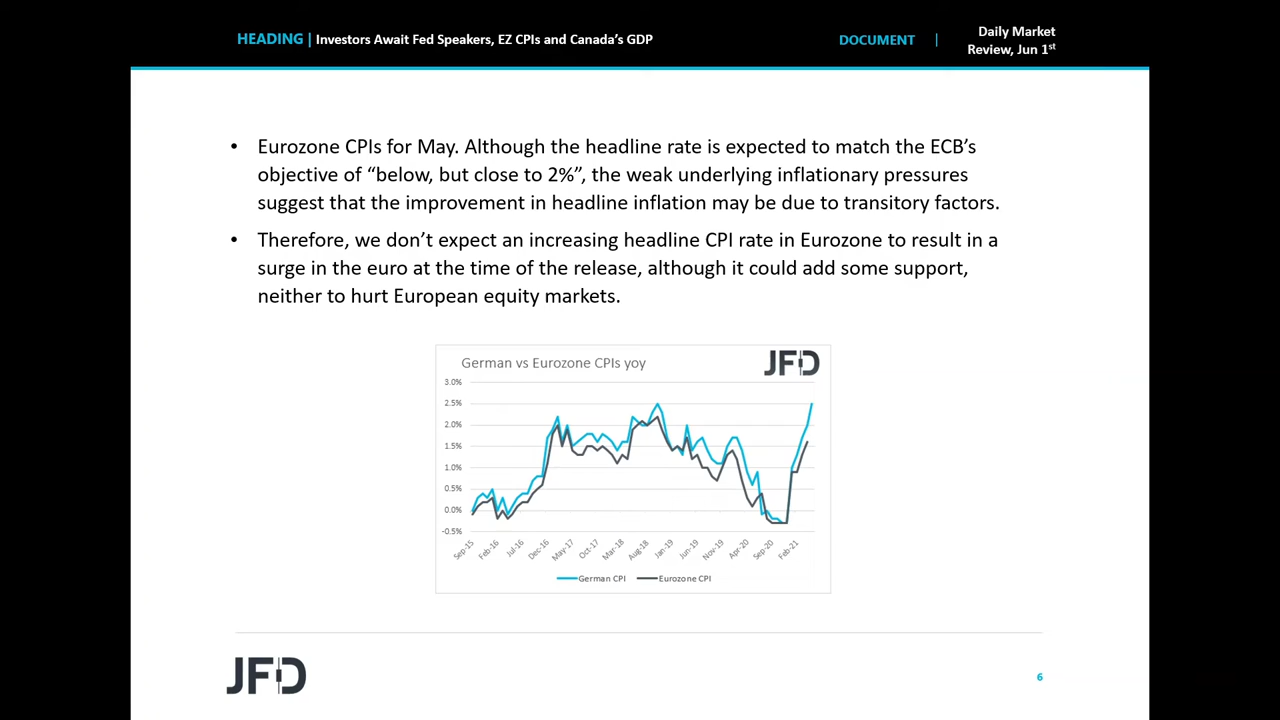 HEADING | Investors Await Fed Speakers, EZ CPIs and Canada's GDP
DOCUMENT |
Daily Market
Review, Jun 1st
• Eurozone CPIs for May. Although the headline rate is expected to match the ECB's
objective of “below, but close to 2%”, the weak underlying inflationary pressures
suggest that the improvement in headline inflation may be due to transitory factors.
• Therefore, we don't expect an increasing headline CPI rate in Eurozone to result in a
surge in the euro at the time of the release, although it could add some support,
neither to hurt European equity markets.
German vs Eurozone CPIs yoy
JFD
3.0%
2.5%
2.0%
1.5%
1.0%
0.5%
0.0%
-0.5%
Sep-15 Feb-16 Jul-16 Dec-16 May-17 Oct-17 Mar-18 Aug-18 Jan-19 Jun-19 Nov-19 Apr-20 Sep-20 Feb-21
German CPI Eurozone CPI
JFD
6